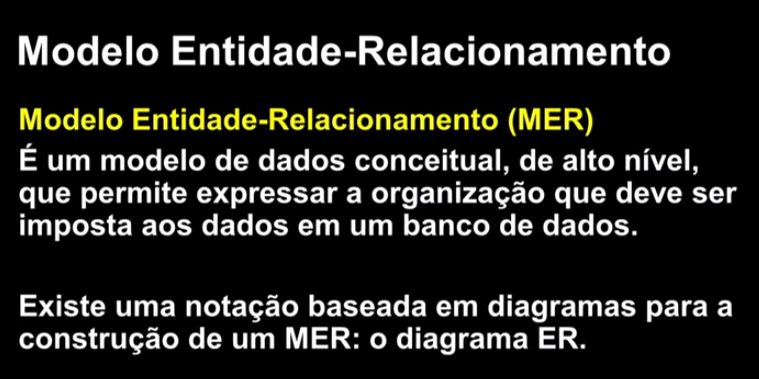 Modelo Entidade-Relacionamento
Modelo Entidade-Relacionamento (MER)
É um modelo de dados conceitual, de alto nível,
que permite expressar a organização que deve ser
imposta aos dados em um banco de dados.
Existe uma notação baseada em diagramas para a
construção de um MER: o diagrama ER.